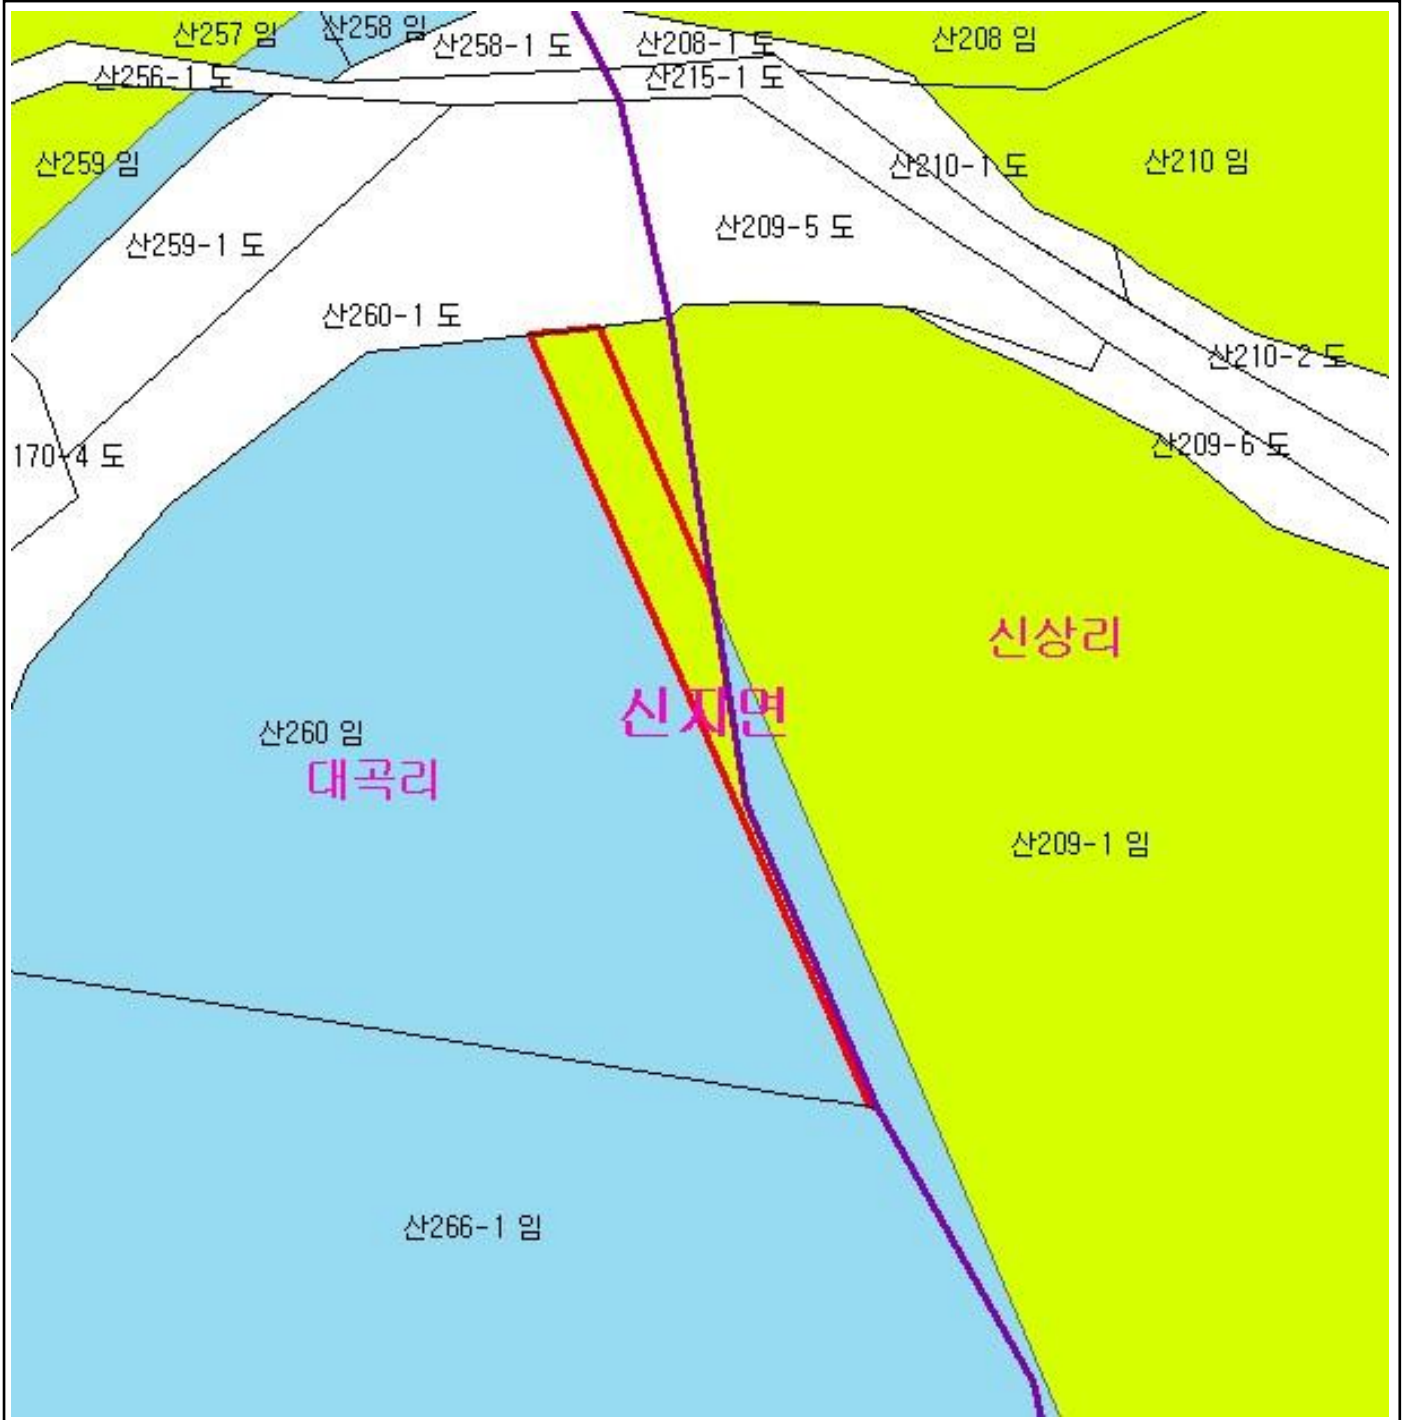 산257 임
산258 임
산258-1 도
산208-1 도
산208 임
산256-1 도
산215-1 도
산259 임
산210-1 도
산210 임
산259-1 도
산209-5 도
산260-1 도
산210-2 도
170-4 도
산209-6 도
신상리
신지면
산260 임
대곡리
산209-1 임
산266-1 임